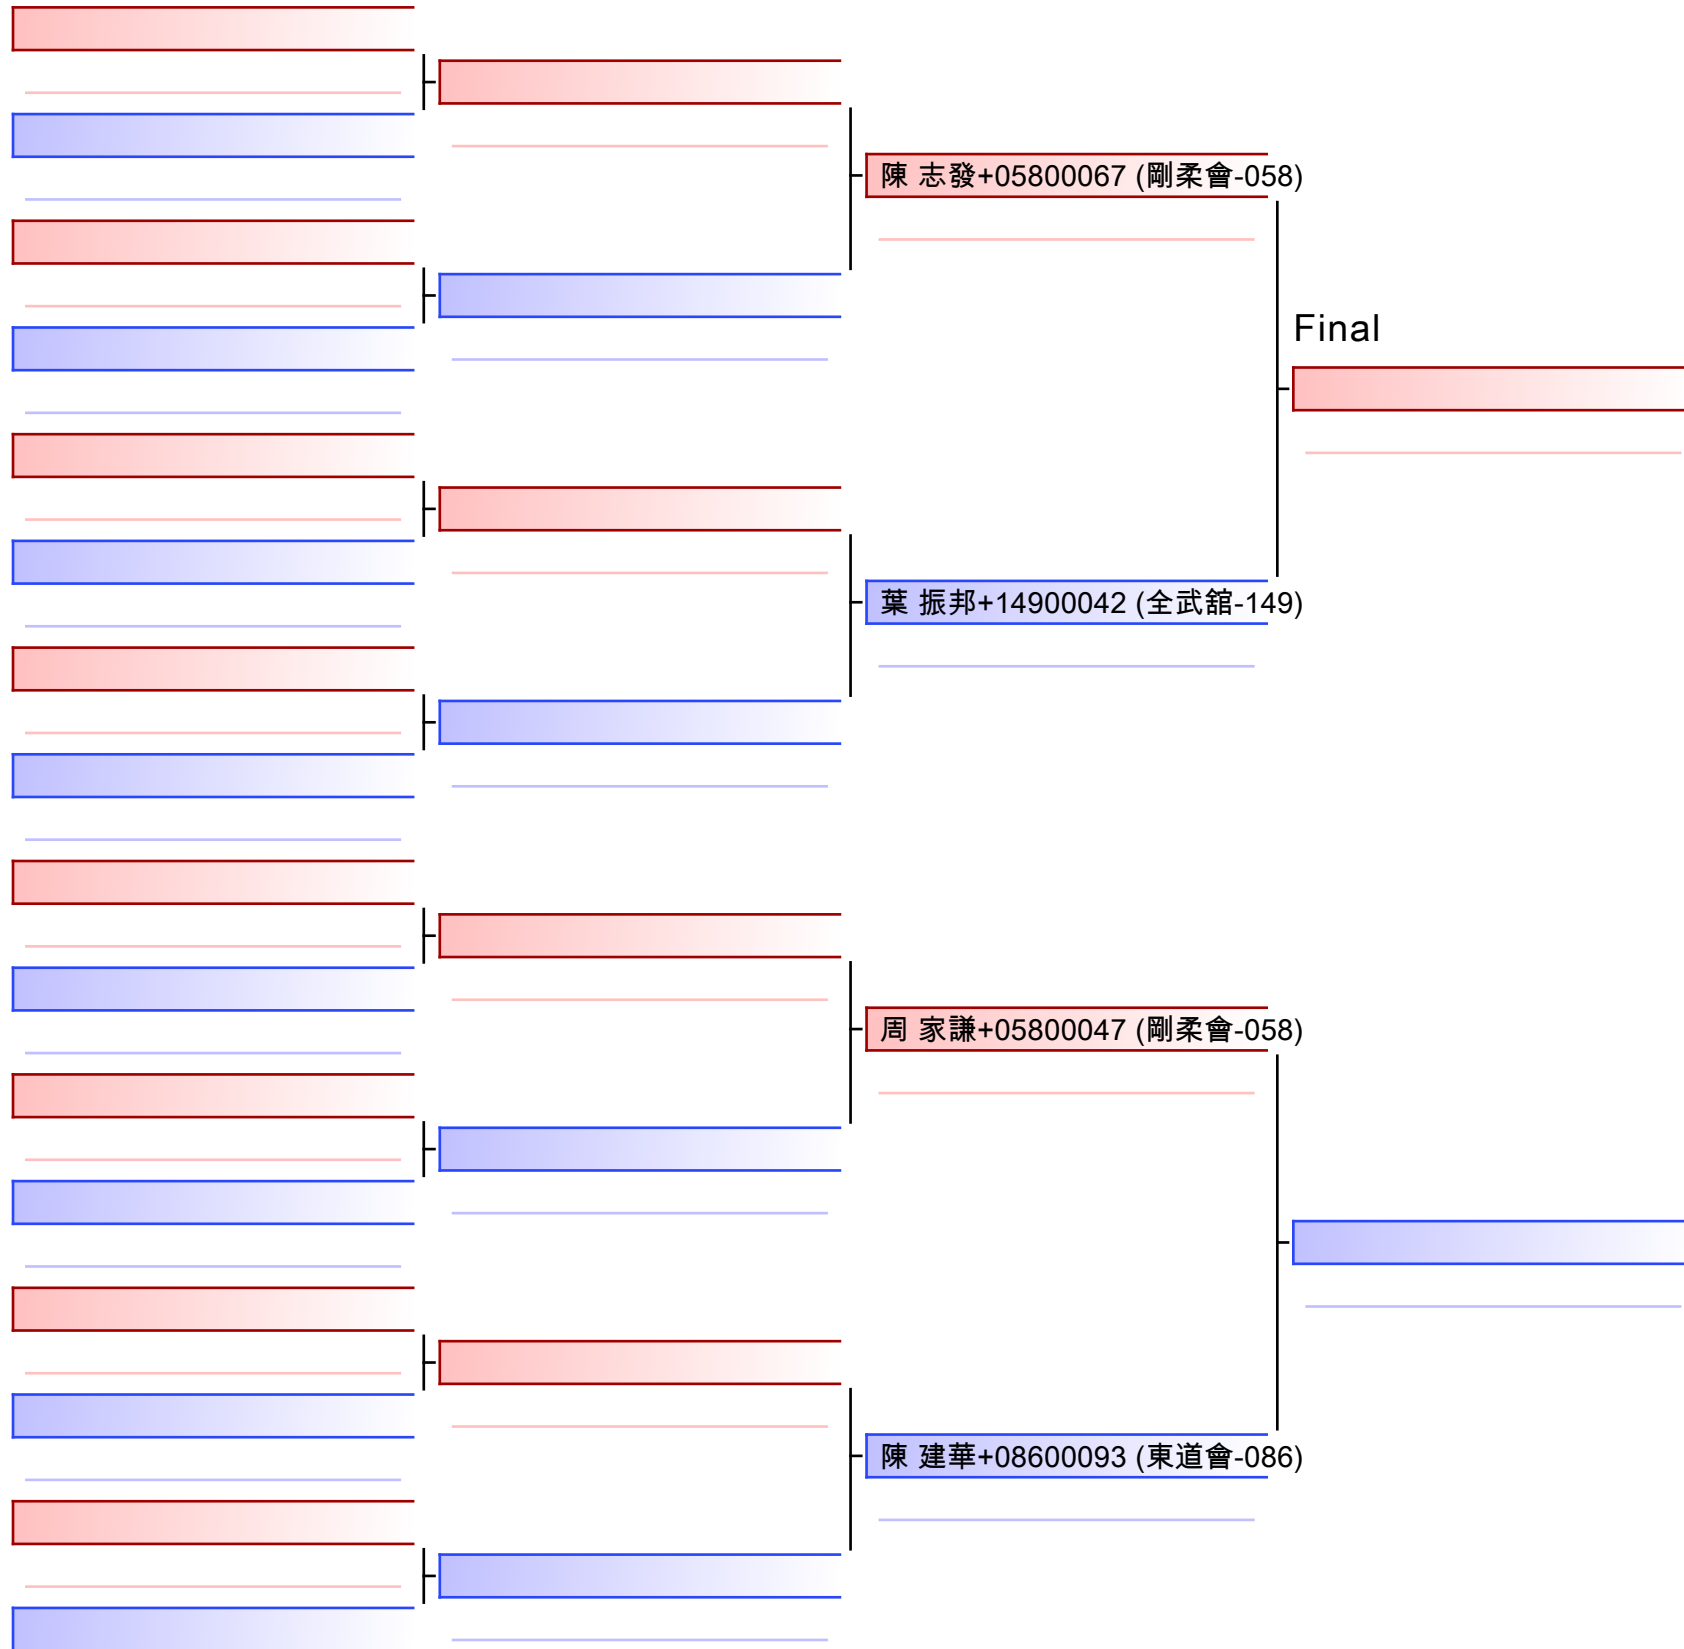 陳 志發+05800067 (剛柔會-058)
Final
葉 振邦+14900042 (全武舘-149)
周 家謙+05800047 (剛柔會-058)
陳 建華+08600093 (東道會-086)